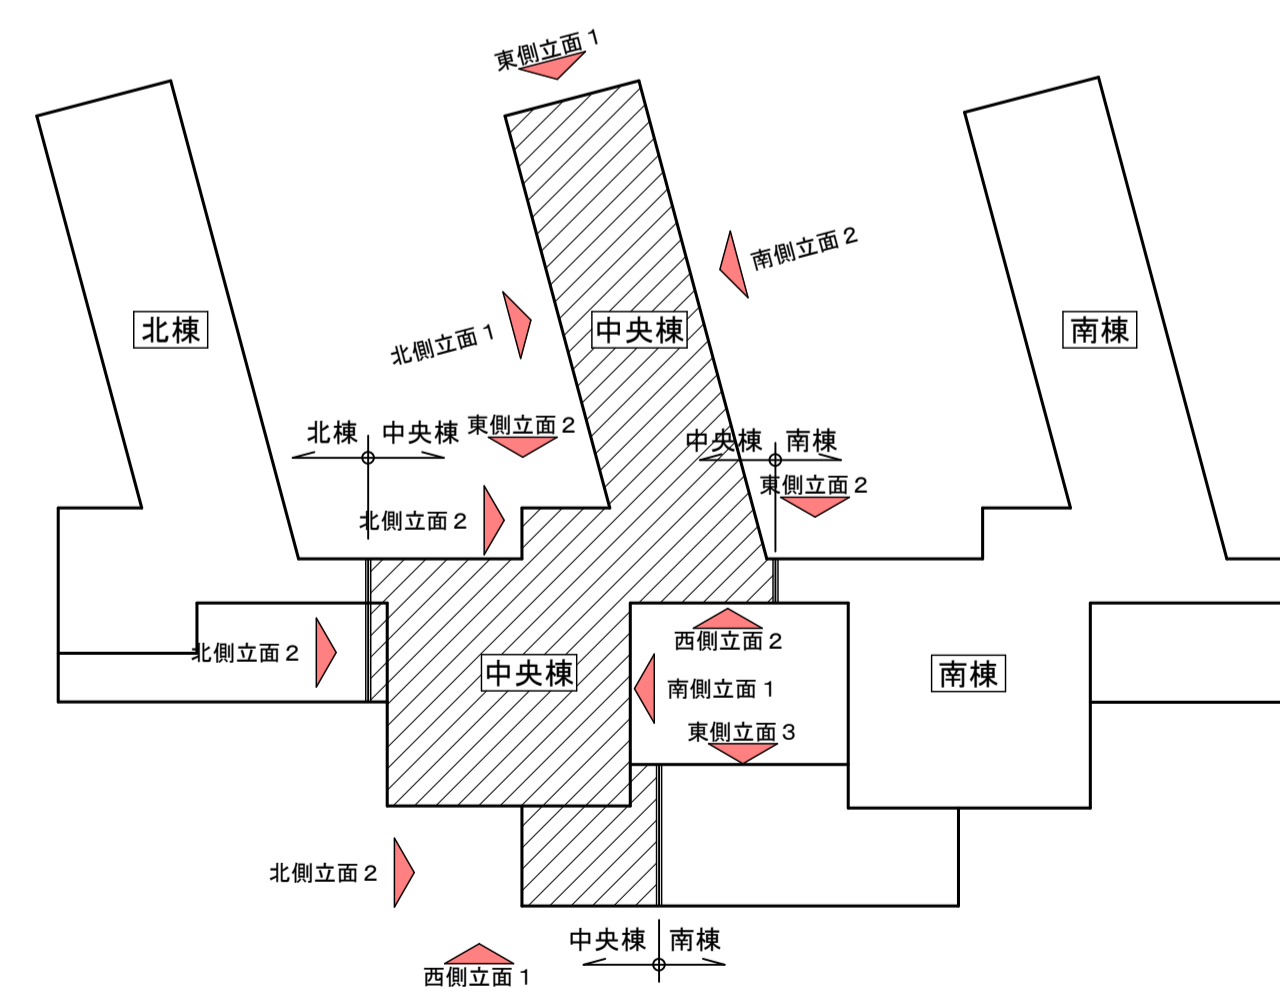 東側立面1
南側立面2
北側立面1
北棟
中央棟
南棟
北棟 中央棟
東側立面2
中央棟 南棟
東側立面2
北側立面2
北側立面2
西側立面2
中央棟
南側立面1
南棟
東側立面3
北側立面2
中央棟 南棟
西側立面1